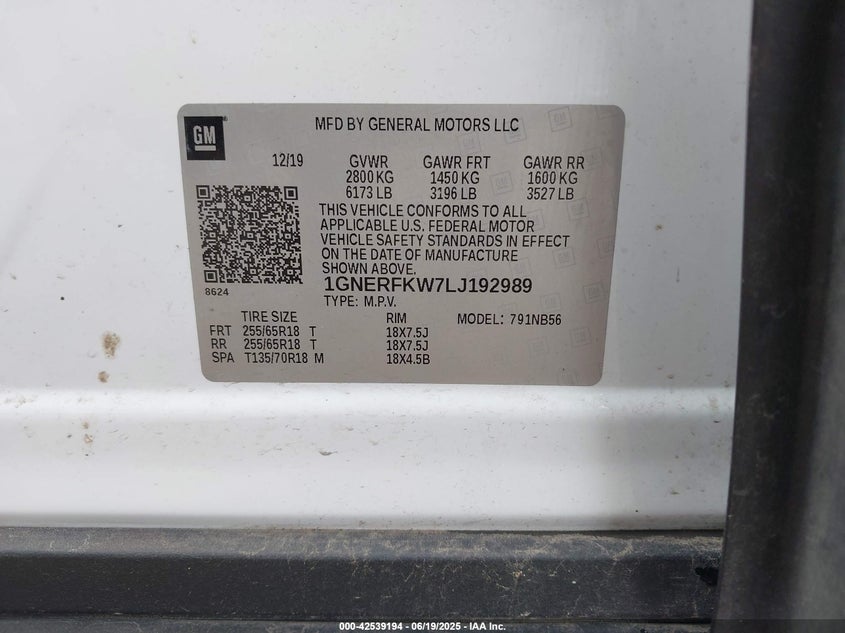 GM
MFD BY GENERAL MOTORS LLC
12/19 GVWR GAWR FRT GAWR RR
2800 KG 1450 KG 1600 KG
6173 LB 3196 LB 3527 LB
THIS VEHICLE CONFORMS TO ALL
APPLICABLE U.S. FEDERAL MOTOR
VEHICLE SAFETY STANDARDS IN EFFECT
ON THE DATE OF MANUFACTURE
SHOWN ABOVE.
8624
1GNERFKW7LJ192989
TYPE: M.P.V.
TIRE SIZE RIM MODEL: 791NB56
FRT 255/65R18 T 18X7.5J
RR 255/65R18 T 18X7.5J
SPA T135/70R18 M 18X4.5B
000-42539194 - 06/19/2025 - IAA Inc.